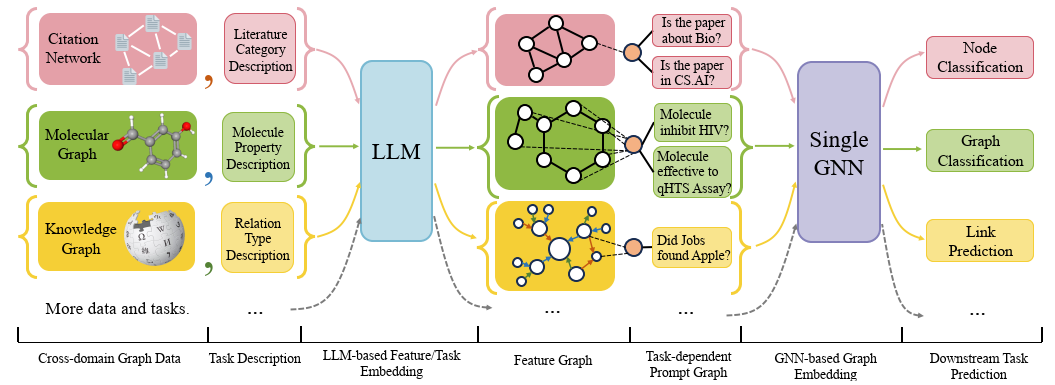 Citation
Network
,
Literature
Category
Description
Is the paper
about Bio?
Is the paper
in CS.AI?
Node
Classification
Molecular
Graph
,
Molecule
Property
Description
LLM
Molecule
inhibit HIV?
Molecule
effective to
qHTS Assay?
Single
GNN
Graph
Classification
Knowledge
Graph
,
Relation
Type
Description
Did Jobs
found Apple?
Link
Prediction
More data and tasks.
...
...
...
...
Cross-domain Graph Data
Task Description
LLM-based Feature/Task
Embedding
Feature Graph
Task-dependent
Prompt Graph
GNN-based Graph
Embedding
Downstream Task
Prediction